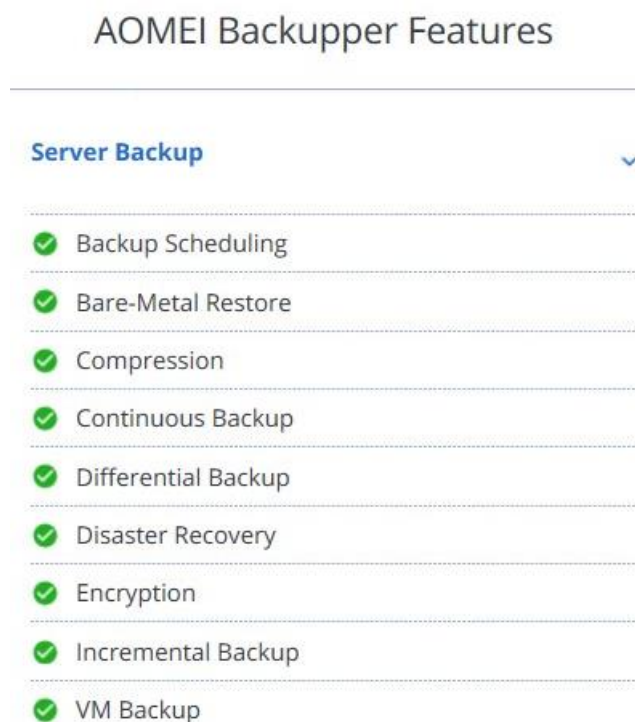 AOMEI Backupper Features
Server Backup
Backup Scheduling
Bare-Metal Restore
Compression
Continuous Backup
Differential Backup
Disaster Recovery
Encryption
Incremental Backup
VM Backup